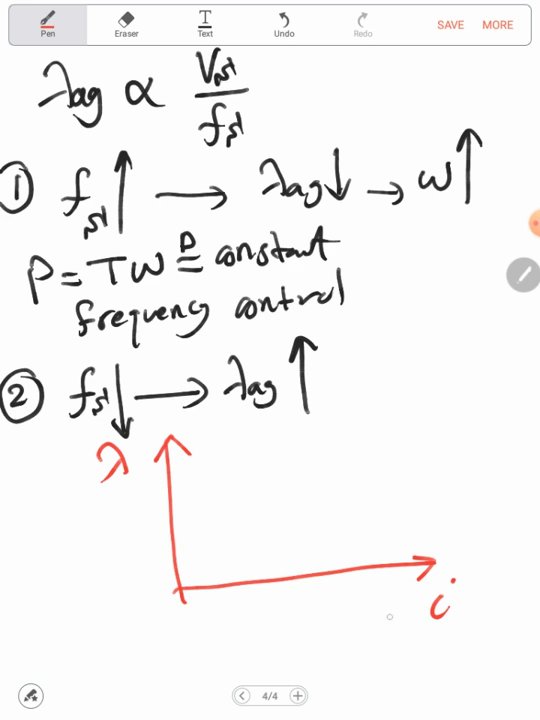 SAVE MORE
Pen Eraser Text Undo Redo
λag ∝ Vst / fst
① fst ↑ → λag ↓ → ω ↑
P = Tω = constant
frequency control
② fst ↓ → λag ↑
λ
i
4/4